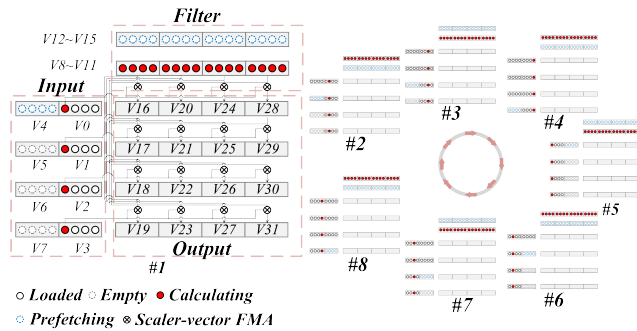 Filter
V12~V15
V8~V11
Input
V16 V20 V24 V28
V4 V0
V17 V21 V25 V29
V5 V1
V18 V22 V26 V30
V6 V2
V19 V23 V27 V31
V7 V3
Output
#1
#2
#3
#4
#5
#6
#7
#8
Loaded Empty Calculating
Prefetching Scaler-vector FMA